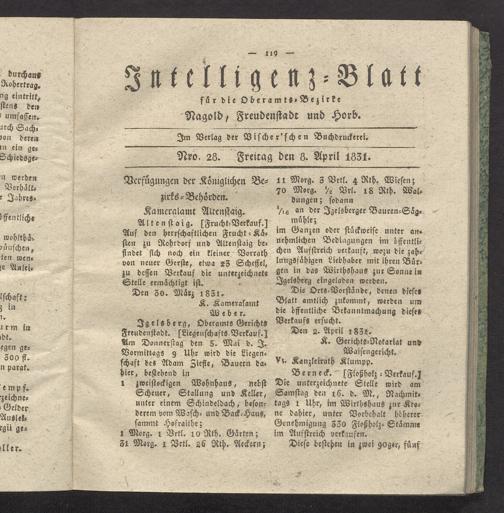 — 119 —
Intelligenz-Blatt
für die Oberamts-Bezirke
Nagold, Freudenstadt und Horb.
Im Verlag der Vischer'schen Buchdruckerei.
Nro. 28. Freitag den 8. April 1831.
Verfügungen der Königlichen Be-
zirks-Behörden.
Kameralamt Altenstaig.
Altenstaig. [Frucht-Verkauf.]
Auf den herrschaftlichen Frucht-Kä-
sten zu Rohrdorf und Altenstaig be-
findet sich noch ein kleiner Vorrath
von neuer Gerste, etwa 25 Scheffel,
zu dessen Verkauf die unterzeichnete
Stelle ermächtigt ist.
Den 30. März 1831.
K. Kameralamt
Weber.
Igelsberg, Oberamts Gerichts
Freudenstadt. [Liegenschafts Verkauf.]
Am Donnerstag den 5. Mai d. J.
Vormittags 9 Uhr wird die Liegen-
schaft des Adam Ziefle, Bauern da-
hier, bestehend in
1 zweistockigen Wohnhaus, nebst
Scheuer, Stallung und Keller,
unter einem Schindeldach, beson-
derem Wasch- und Back-Haus,
sammt Hofraithe;
1 Morg. 1 Vrtl. 10 Rth. Gärten;
31 Morg. 1 Vrtl. 26 Rth. Aeckern;
11 Morg. 3 Vrtl. 4 Rth. Wiesen;
70 Morg. ½ Vrl. 18 Rth. Wal-
dungen; sodann
an der Igelsberger Bauren-Säg-
mühle;
im Ganzen oder stückweise unter an-
nehmlichen Bedingungen im öffentli-
chen Aufstreich verkauft, wozu die zah-
lungsfähigen Liebhaber mit ihren Bür-
gen in das Wirthshaus zur Sonne in
Igelsberg eingeladen werden.
Die Orts-Vorstände, denen dieses
Blatt amtlich zukommt, werden um
die öffentliche Bekanntmachung dieses
Verkaufs ersucht.
Den 2. April 1831.
K. Gerichts-Notariat und
Waisengericht.
Vt. Kanzleirath Klumpp.
Berneck. [Floßholz-Verkauf.]
Die unterzeichnete Stelle wird am
Samstag den 16. d. M., Nachmit-
tags 1 Uhr, im Wirthshaus zur Kro-
ne dahier, unter Vorbehalt höherer
Genehmigung 330 Floßholz-Stämme
im Aufstreich verkaufen.
Diese bestehen in zwei 90ger, fünf